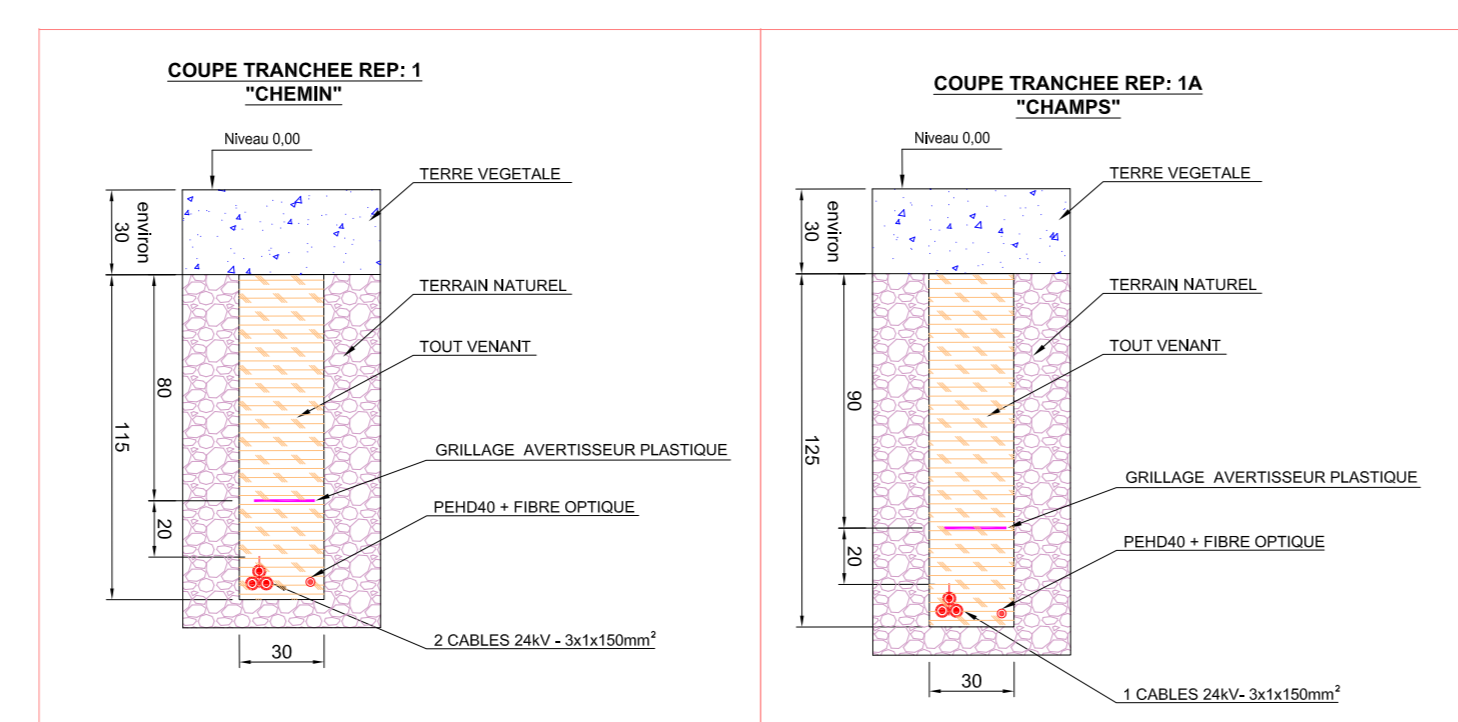 COUPE TRANCHEE REP: 1
"CHEMIN"
Niveau 0,00
TERRE VEGETALE
environ
30
TERRAIN NATUREL
TOUT VENANT
80
115
GRILLAGE AVERTISSEUR PLASTIQUE
PEHD40 + FIBRE OPTIQUE
20
2 CABLES 24kV - 3x1x150mm²
30
COUPE TRANCHEE REP: 1A
"CHAMPS"
Niveau 0,00
TERRE VEGETALE
environ
30
TERRAIN NATUREL
TOUT VENANT
90
125
GRILLAGE AVERTISSEUR PLASTIQUE
PEHD40 + FIBRE OPTIQUE
20
30
1 CABLES 24kV- 3x1x150mm²